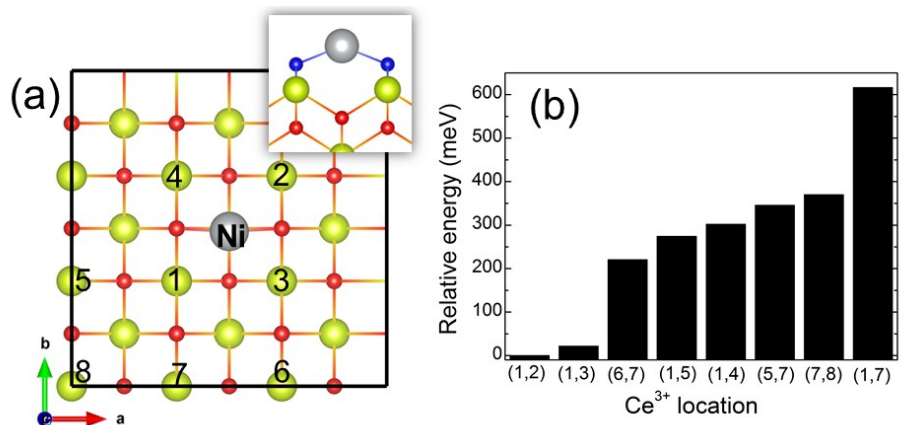 (a)
4
2
Ni
5
1
3
8
7
6
b
c
a
(b)
Relative energy (meV)
600
500
400
300
200
100
0
(1,2) (1,3) (6,7) (1,5) (1,4) (5,7) (7,8) (1,7)
Ce³⁺ location